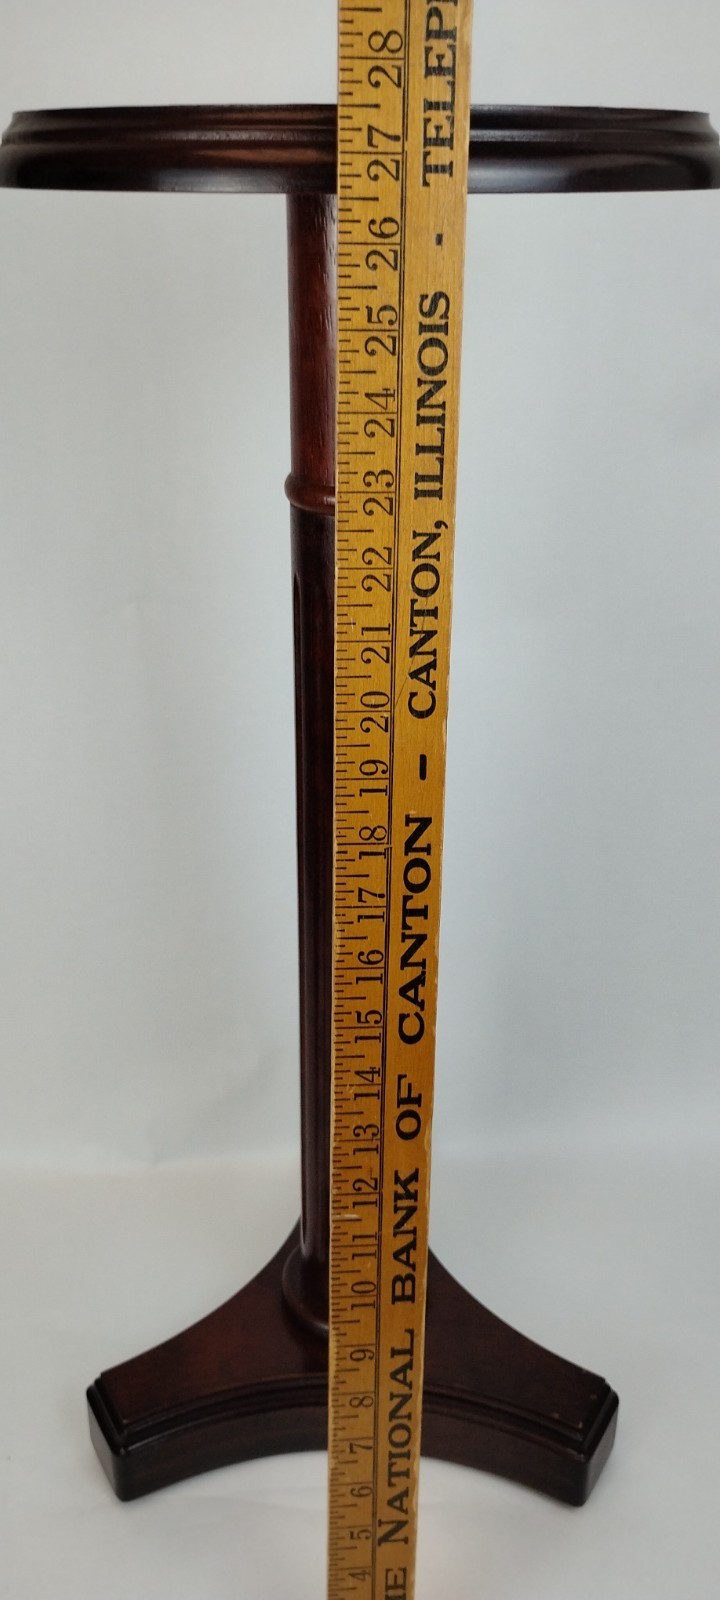 HE NATIONAL BANK OF CANTON – CANTON, ILLINOIS · TELEP
4 5 6 7 8 9 10 11 12 13 14 15 16 17 18 19 20 21 22 23 24 25 26 27 28